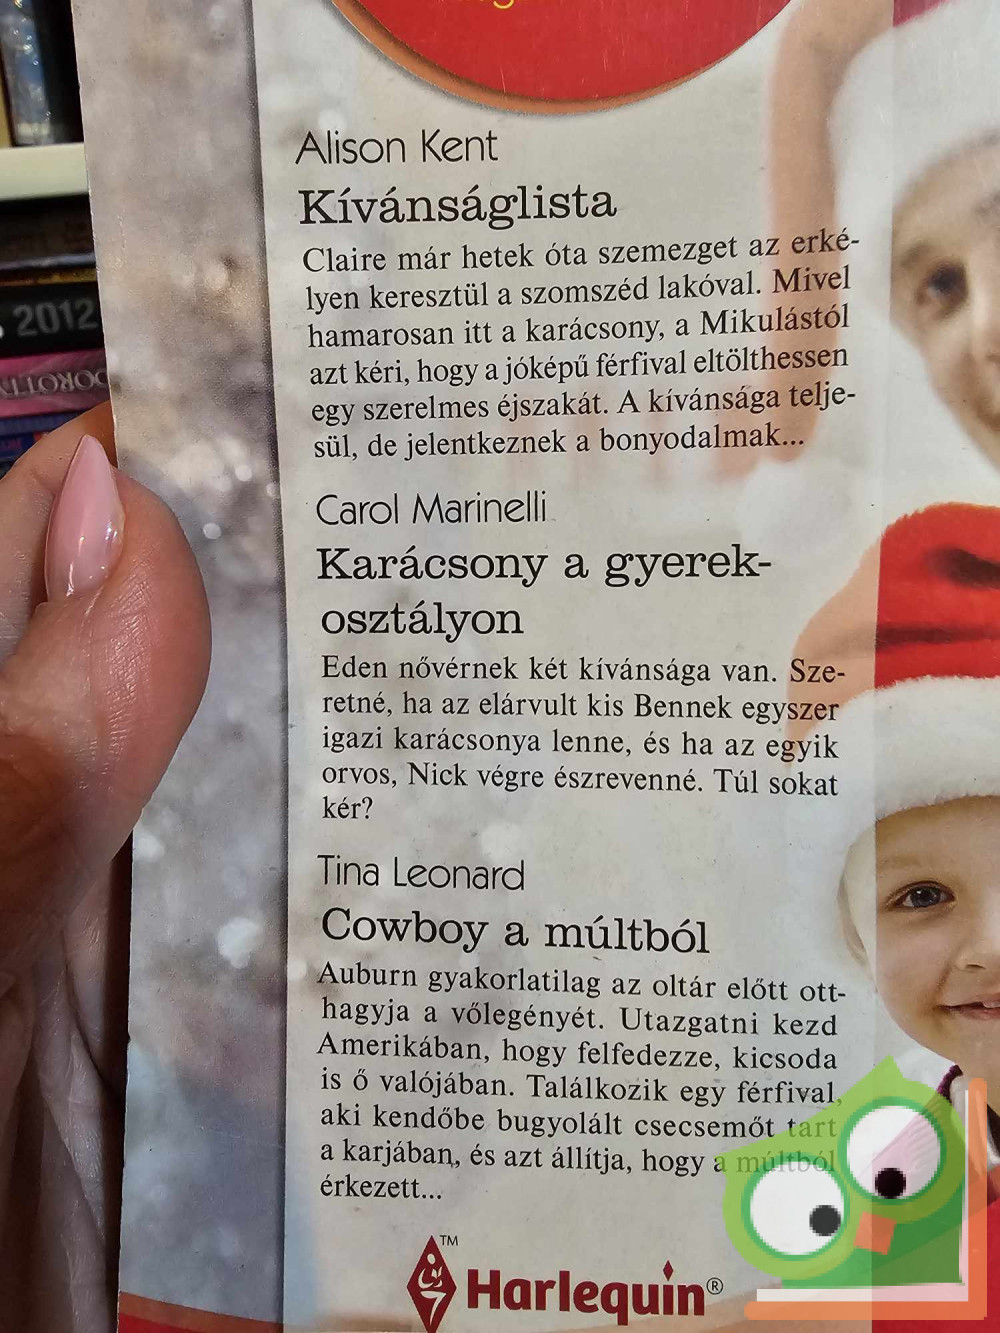 2012
Alison Kent
Kívánságlista
Claire már hetek óta szemezget az erké-
lyen keresztül a szomszéd lakóval. Mivel
hamarosan itt a karácsony, a Mikulástól
azt kéri, hogy a jóképű férfival eltölthessen
egy szerelmes éjszakát. A kívánsága telje-
sül, de jelentkeznek a bonyodalmak...
Carol Marinelli
Karácsony a gyerek-
osztályon
Eden nővérnek két kívánsága van. Sze-
retné, ha az elárvult kis Bennek egyszer
igazi karácsonya lenne, és ha az egyik
orvos, Nick végre észrevenné. Túl sokat
kér?
Tina Leonard
Cowboy a múltból
Auburn gyakorlatilag az oltár előtt ott-
hagyja a vőlegényét. Utazgatni kezd
Amerikában, hogy felfedezze, kicsoda
is ő valójában. Találkozik egy férfival,
aki kendőbe bugyolált csecsemőt tart
a karjában, és azt állítja, hogy a múltból
érkezett...
™
Harlequin®